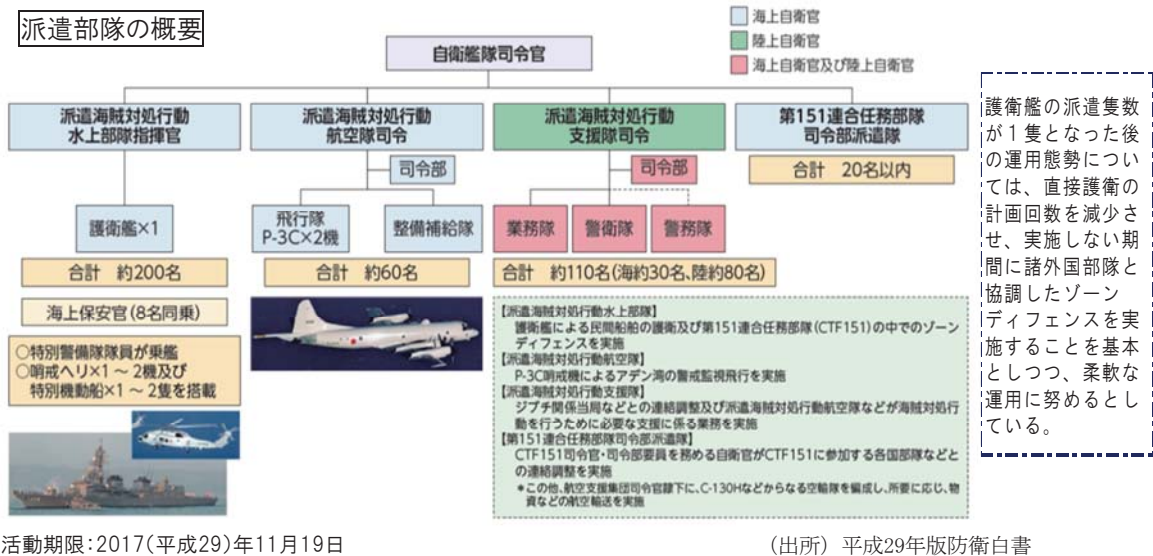 派遣部隊の概要
海上自衛官
陸上自衛官
海上自衛官及び陸上自衛官
自衛艦隊司令官
派遣海賊対処行動
水上部隊指揮官
派遣海賊対処行動
航空隊司令
派遣海賊対処行動
支援隊司令
第151連合任務部隊
司令部派遣隊
司令部
司令部
合計 20名以内
護衛艦×1
飛行隊
P-3C×2機
整備補給隊
業務隊
警衛隊
警務隊
合計 約200名
合計 約60名
合計 約110名(海約30名、陸約80名)
海上保安官(8名同乗)
○特別警備隊隊員が乗艦
○哨戒ヘリ×1~2機及び
特別機動船×1~2隻を搭載
【派遣海賊対処行動水上部隊】
護衛艦による民間船舶の護衛及び第151連合任務部隊(CTF151)の中でのゾーン
ディフェンスを実施
【派遣海賊対処行動航空隊】
P-3C哨戒機によるアデン湾の警戒監視飛行を実施
【派遣海賊対処行動支援隊】
ジブチ関係当局などとの連絡調整及び派遣海賊対処行動航空隊などが海賊対処行
動を行うために必要な支援に係る業務を実施
【第151連合任務部隊司令部派遣隊】
CTF151司令官・司令部要員を務める自衛官がCTF151に参加する各国部隊などと
の連絡調整を実施
*この他、航空支援集団司令官隷下に、C-130Hなどからなる空輸隊を編成し、所要に応じ、物
資などの航空輸送を実施
護衛艦の派遣隻数
が1隻となった後
の運用態勢につい
ては、直接護衛の
計画回数を減少さ
せ、実施しない期
間に諸外国部隊と
協調したゾーン
ディフェンスを実
施することを基本
としつつ、柔軟な
運用に努めるとし
ている。
活動期限:2017(平成29)年11月19日
(出所) 平成29年版防衛白書